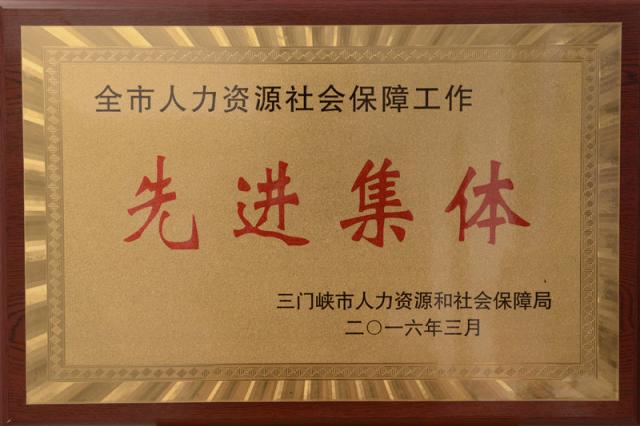 全市人力资源社会保障工作
先进集体
三门峡市人力资源和社会保障局
二〇一六年三月